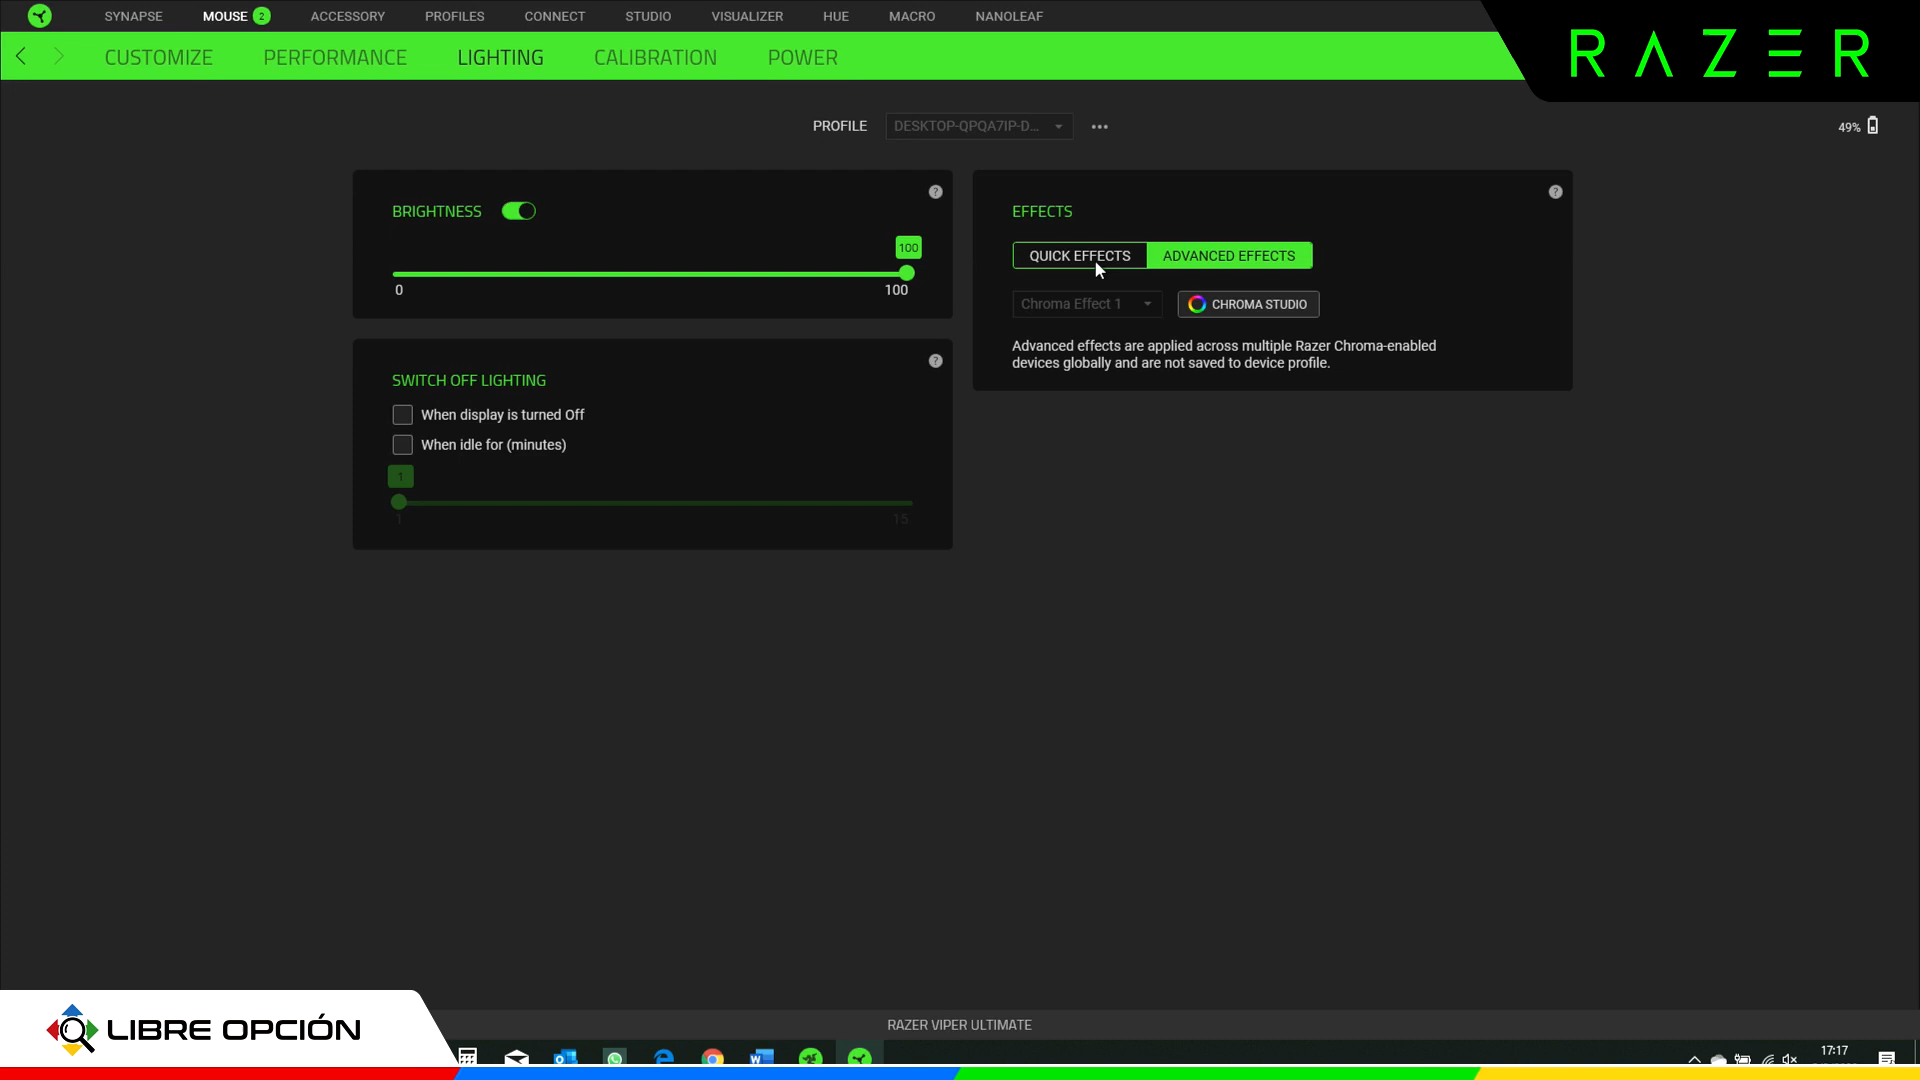 SYNAPSE MOUSE 2 ACCESSORY PROFILES CONNECT STUDIO VISUALIZER HUE MACRO NANOLEAF
RAZER
CUSTOMIZE PERFORMANCE LIGHTING CALIBRATION POWER
PROFILE DESKTOP-QPQA7IP-D... 49%
BRIGHTNESS
100
0 100
SWITCH OFF LIGHTING
When display is turned Off
When idle for (minutes)
1
1 15
EFFECTS
QUICK EFFECTS ADVANCED EFFECTS
Chroma Effect 1 CHROMA STUDIO
Advanced effects are applied across multiple Razer Chroma-enabled
devices globally and are not saved to device profile.
LIBRE OPCIÓN
RAZER VIPER ULTIMATE
17:17